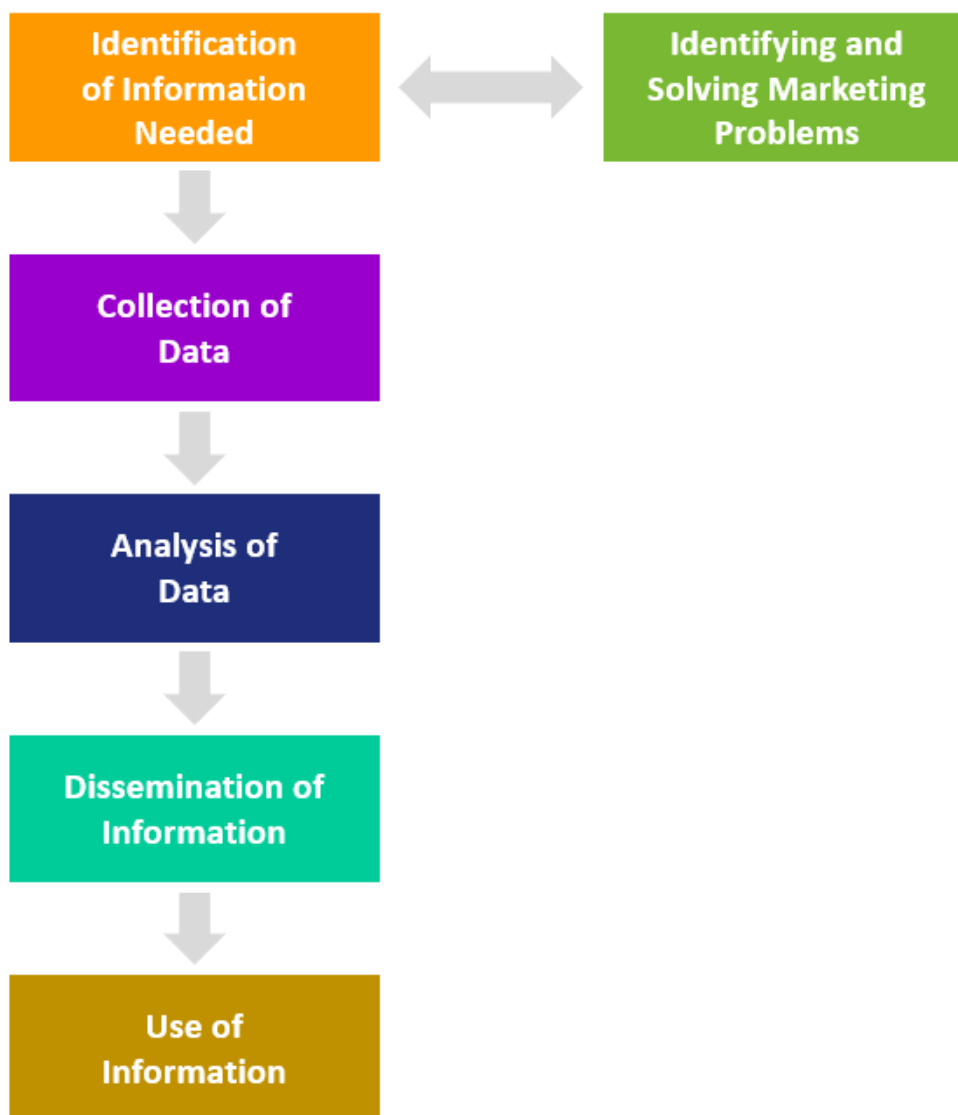 Identification
of Information
Needed
Identifying and
Solving Marketing
Problems
Collection of
Data
Analysis of
Data
Dissemination of
Information
Use of
Information